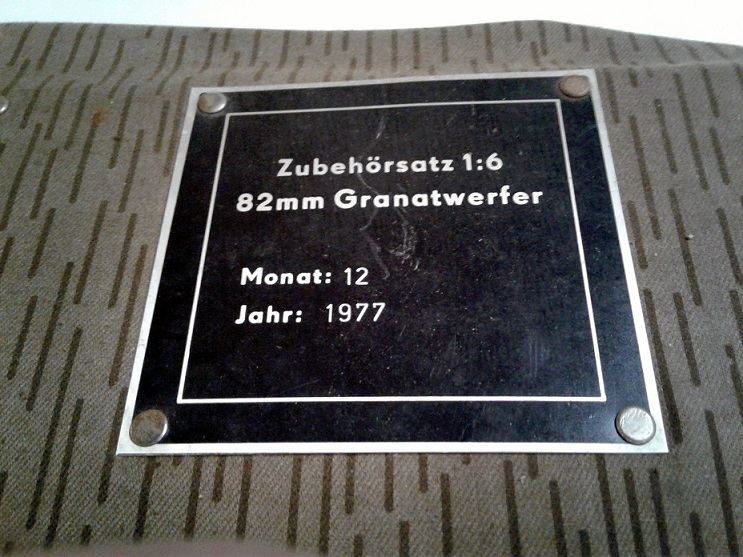 Zubehörsatz 1:6
82mm Granatwerfer
Monat: 12
Jahr: 1977